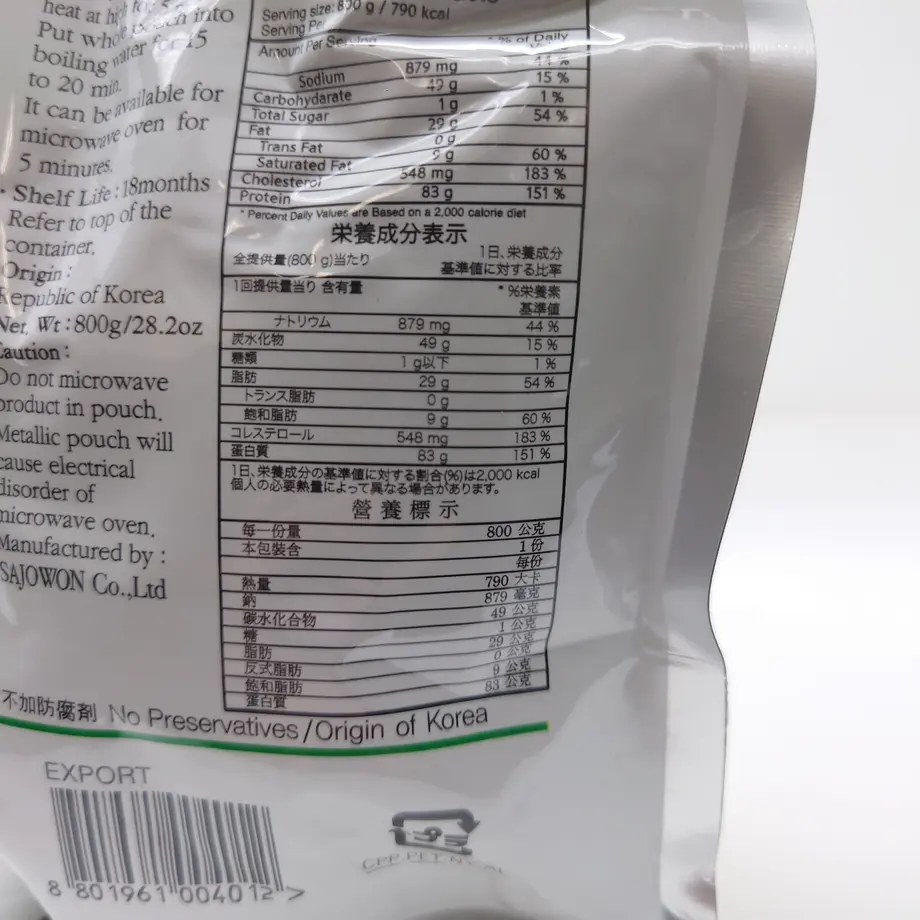 heat at high for 5
Put whole pouch into
boiling water for 15
to 20 min.
It can be available for
microwave oven for
5 minures.
· Shelf Life : 18months
Refer to top of the
container.
Origin :
Republic of Korea
Net. Wt : 800g/28.2oz
Caution :
Do not microwave
product in pouch.
Metallic pouch will
cause electrical
disorder of
microwave oven.
Manufactured by :
SAJOWON Co.,Ltd
Serving size: 800 g / 790 kcal
Serving Per
Amount Per Serving * % of Daily
Value
Sodium 879 mg 44 %
Carbohydarate 49 g 15 %
Total Sugar 1 g 1 %
Fat 29 g 54 %
Trans Fat 0 g
Saturated Fat 9 g 60 %
Cholesterol 548 mg 183 %
Protein 83 g 151 %
* Percent Daily Values are Based on a 2,000 calorie diet
栄養成分表示
全提供量(800 g)当たり 1日、栄養成分
基準値に対する比率
1回提供量当り 含有量 * %栄養素
基準値
ナトリウム 879 mg 44 %
炭水化物 49 g 15 %
糖類 1 g以下 1 %
脂肪 29 g 54 %
トランス脂肪 0 g
飽和脂肪 9 g 60 %
コレステロール 548 mg 183 %
蛋白質 83 g 151 %
1日、栄養成分の基準値に対する割合(%)は2,000 kcal
個人の必要熱量によって異なる場合があります。
營養標示
每一份量 800 公克
本包裝含 1 份
每份
熱量 790 大卡
鈉 879 毫克
碳水化合物 49 公克
糖 1 公克
脂肪 29 公克
反式脂肪 0 公克
飽和脂肪 9 公克
蛋白質 83 公克
不加防腐劑 No Preservatives / Origin of Korea
EXPORT
8 801961 004012 >
CPP.PET